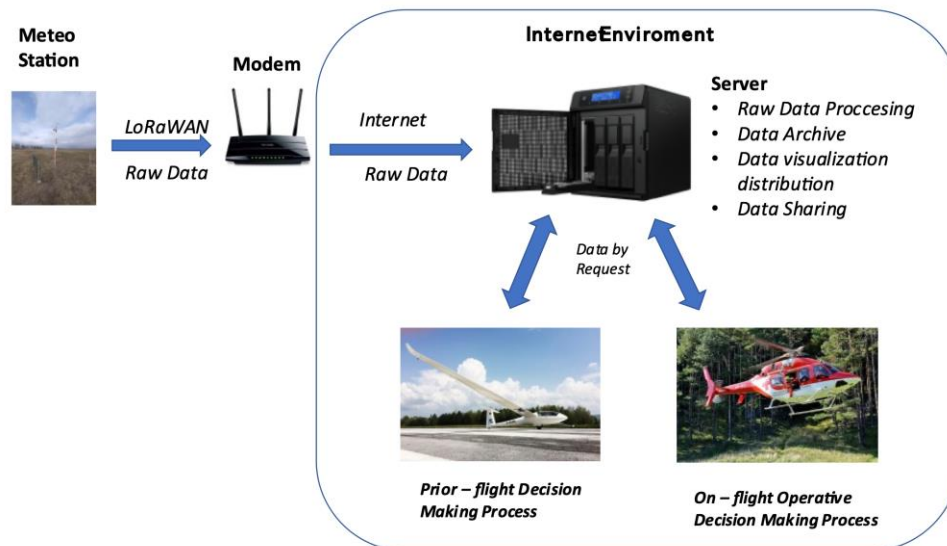 Meteo
Station
Modem
LoRaWAN
Raw Data
InternetEnviroment
Internet
Raw Data
Server
• Raw Data Proccesing
• Data Archive
• Data visualization
distribution
• Data Sharing
Data by
Request
Prior – flight Decision
Making Process
On – flight Operative
Decision Making Process